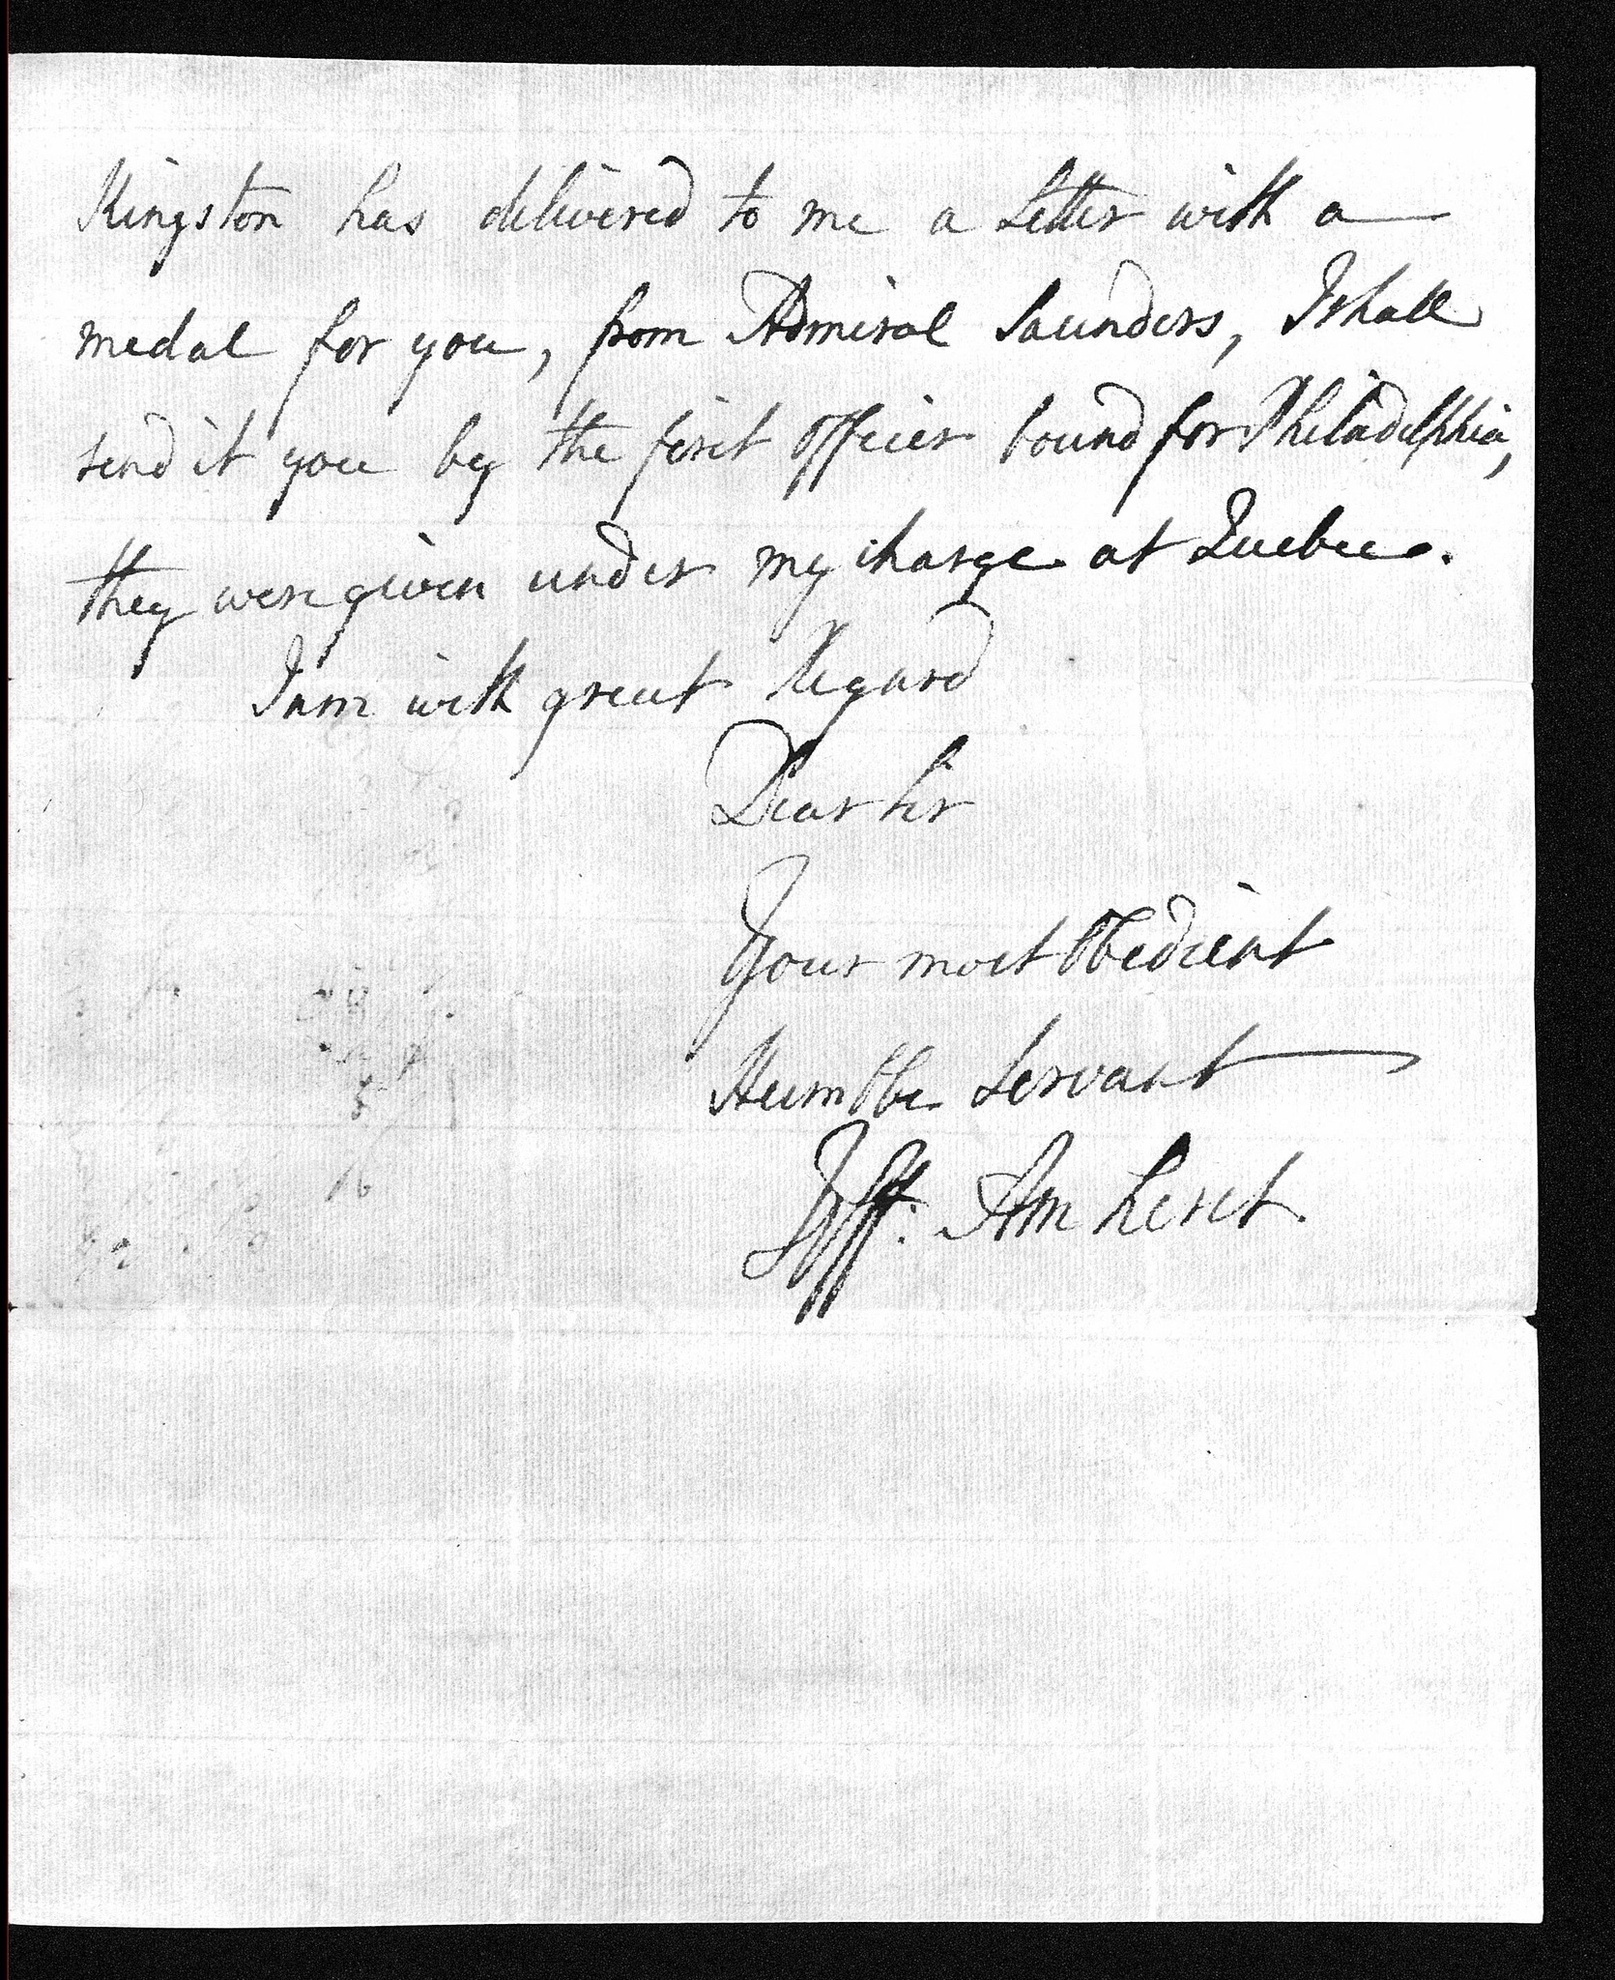 Kingston has delivered to me a Letter with a
medal for you, from Admiral Saunders, I shall
send it you by the first officer bound for Philadelphia,
they were given under my charge at Quebec.
I am with great Regard
Dear Sir
Your most Obedient
Humble Servant
Jeff: Amherst